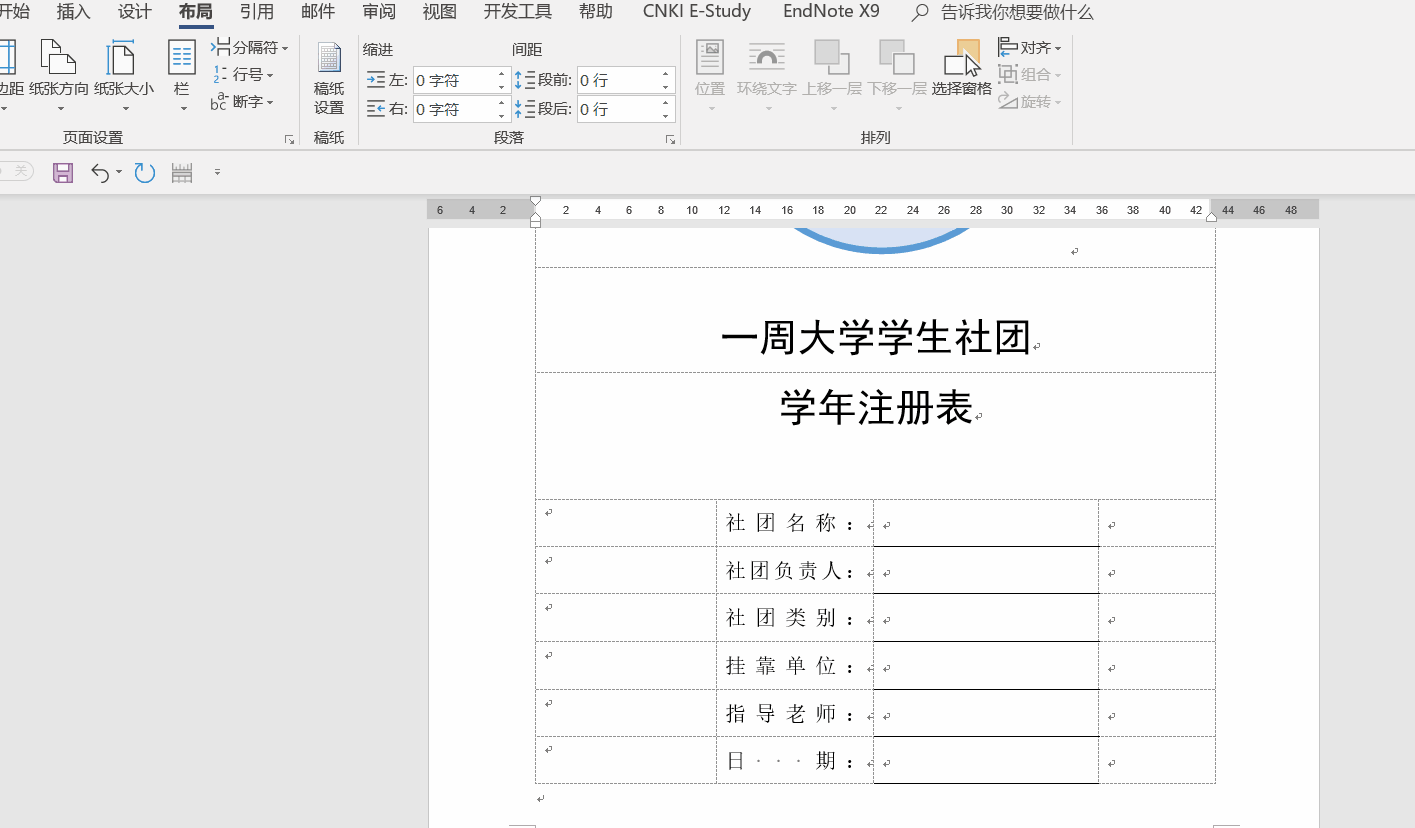 开始 插入 设计 布局 引用 邮件 审阅 视图 开发工具 帮助 CNKI E-Study EndNote X9 告诉我你想要做什么
边距 纸张方向 纸张大小 栏 分隔符 行号 断字 稿纸 设置 缩进 间距 左: 0 字符 段前: 0 行 右: 0 字符 段后: 0 行 位置 环绕文字 上移一层 下移一层 选择窗格 对齐 组合 旋转
页面设置 稿纸 段落 排列
关
6 4 2 2 4 6 8 10 12 14 16 18 20 22 24 26 28 30 32 34 36 38 40 42 44 46 48
一周大学学生社团
学年注册表
社团名称：
社团负责人：
社团类别：
挂靠单位：
指导老师：
日···期：